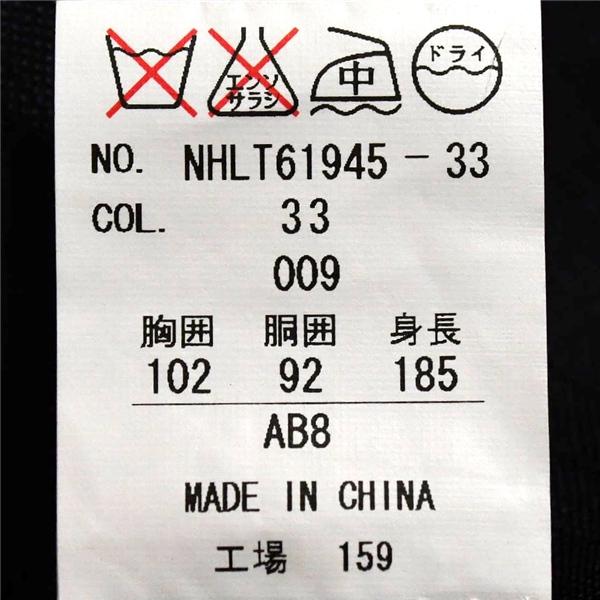 エンソ サラシ 中 ドライ
NO. NHLT61945-33
COL. 33
009
胸囲 胴囲 身長
102 92 185
AB8
MADE IN CHINA
工場 159